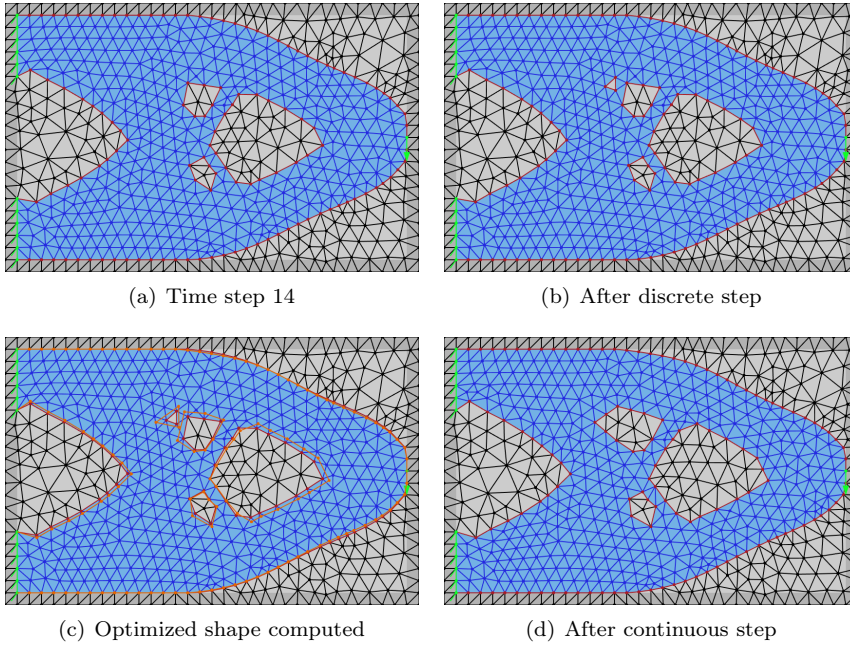 (a) Time step 14
(b) After discrete step
(c) Optimized shape computed
(d) After continuous step